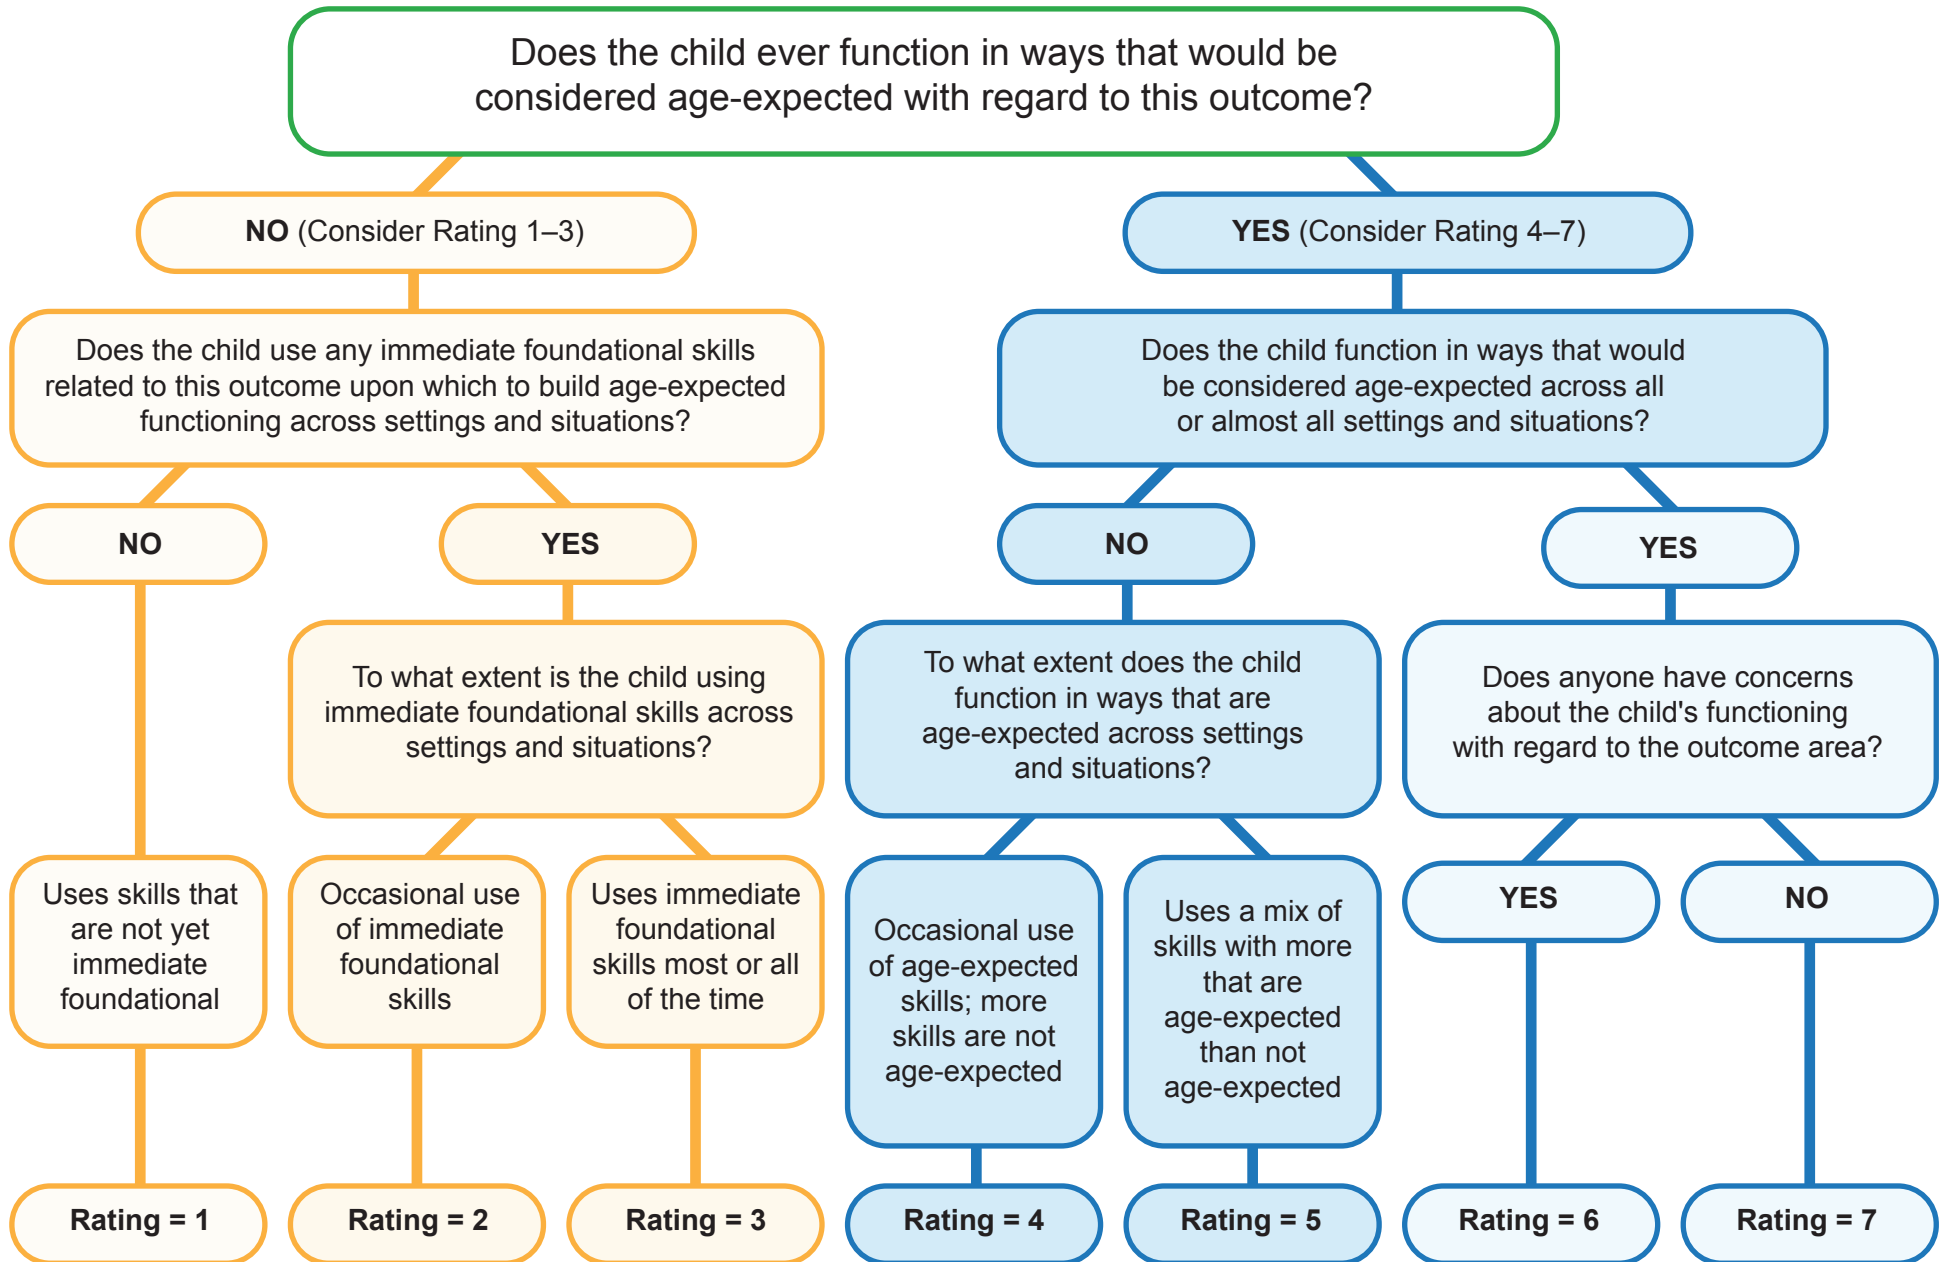 Does the child ever function in ways that would be
considered age-expected with regard to this outcome?
NO (Consider Rating 1–3)
YES (Consider Rating 4–7)
Does the child use any immediate foundational skills
related to this outcome upon which to build age-expected
functioning across settings and situations?
Does the child function in ways that would
be considered age-expected across all
or almost all settings and situations?
NO
YES
NO
YES
To what extent is the child using
immediate foundational skills across
settings and situations?
To what extent does the child
function in ways that are
age-expected across settings
and situations?
Does anyone have concerns
about the child's functioning
with regard to the outcome area?
Uses skills that
are not yet
immediate
foundational
Occasional use
of immediate
foundational
skills
Uses immediate
foundational
skills most or all
of the time
Occasional use
of age-expected
skills; more
skills are not
age-expected
Uses a mix of
skills with more
that are
age-expected
than not
age-expected
YES
NO
Rating = 1
Rating = 2
Rating = 3
Rating = 4
Rating = 5
Rating = 6
Rating = 7